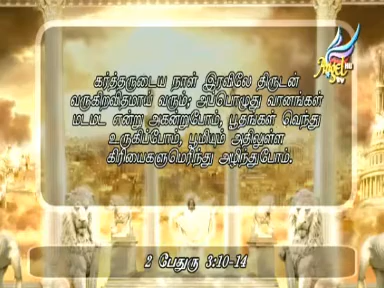 கர்த்தருடைய நாள் இரவிலே திருடன்
வருகிறவிதமாய் வரும்; அப்பொழுது வானங்கள்
மடமட என்று அகன்றுபோம், பூதங்கள் வெந்து
உருகிப்போம், பூமியும் அதிலுள்ள
கிரியைகளுமெரிந்து அழிந்துபோம்.
2 பேதுரு 3:10-14
Angel